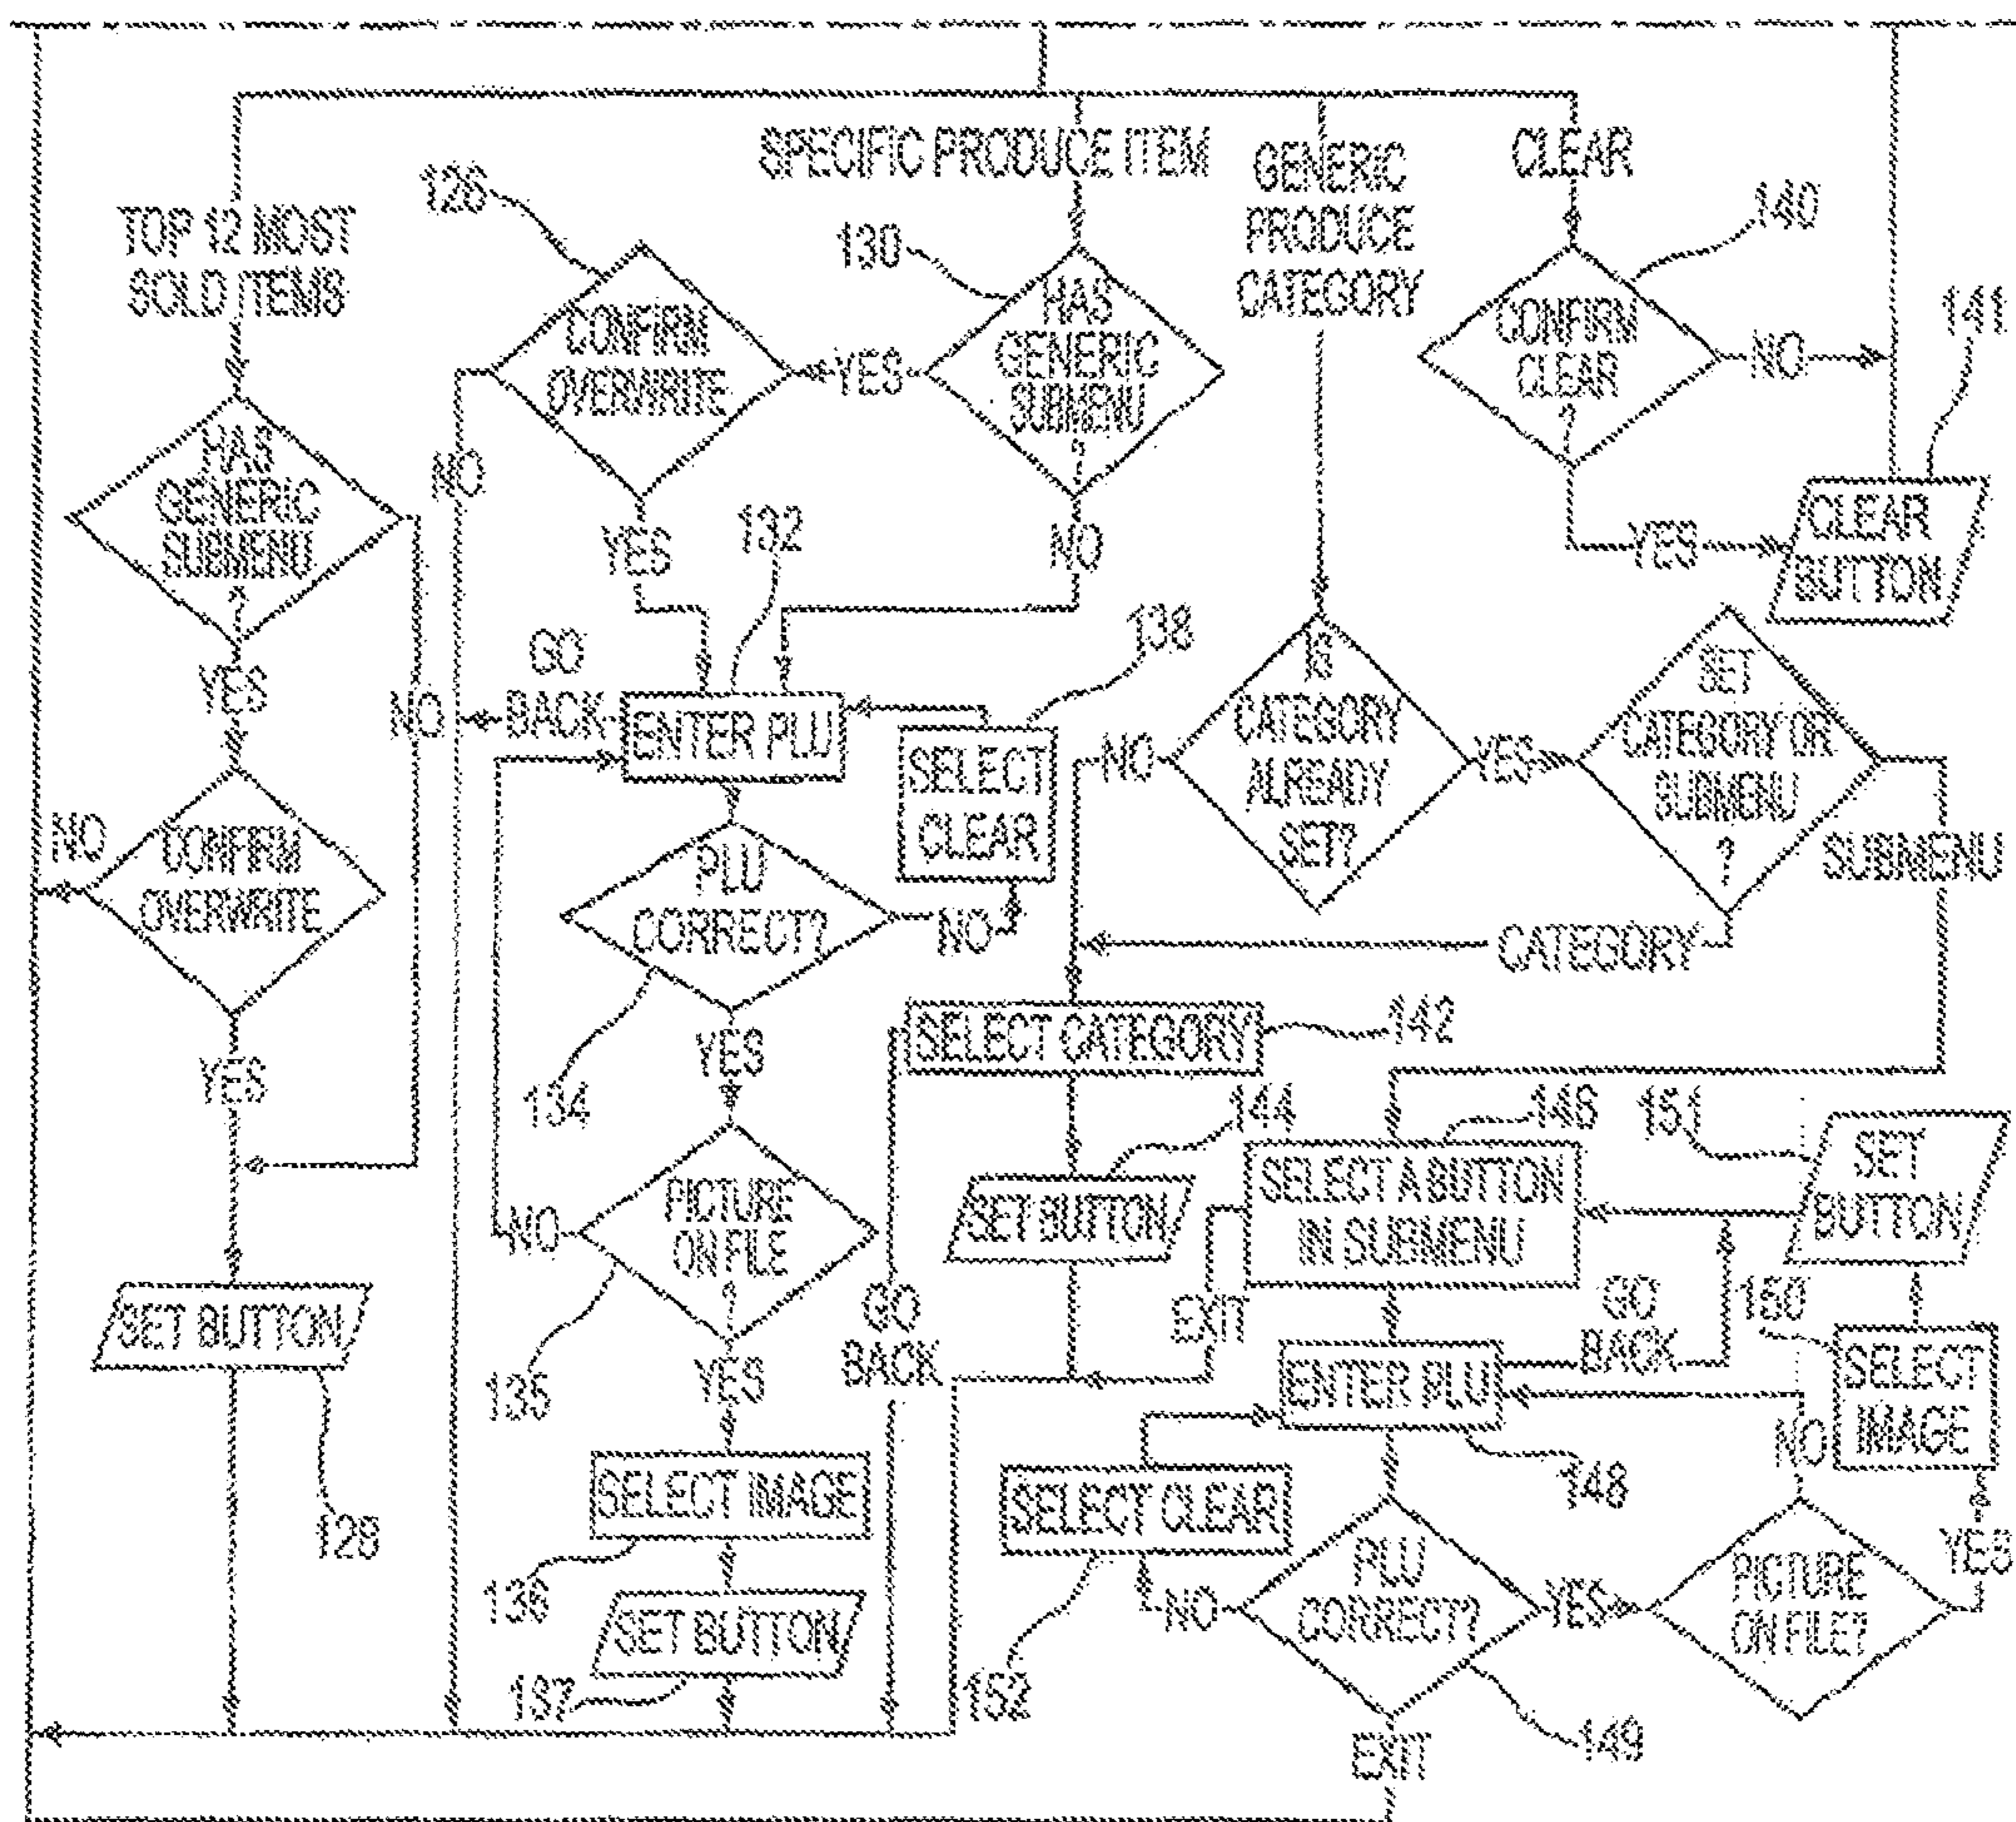 TOP 12 MOST
SOLD ITEMS
HAS
GENERIC
SUBMENU
?
YES
NO
CONFIRM
OVERWRITE
NO
YES
SET BUTTON
128
SPECIFIC PRODUCE ITEM
126
CONFIRM
OVERWRITE
YES
130
HAS
GENERIC
SUBMENU
?
NO
YES
NO
132
GO
BACK
ENTER PLU
138
SELECT
CLEAR
PLU
CORRECT?
NO
134
YES
PICTURE
ON FILE
?
NO
135
YES
SELECT IMAGE
136
SET BUTTON
137
GENERIC
PRODUCE
CATEGORY
IS
CATEGORY
ALREADY
SET?
NO
YES
SET
CATEGORY OR
SUBMENU
?
SUBMENU
CATEGORY
SELECT CATEGORY
142
GO
BACK
144
SET BUTTON
146
SELECT A BUTTON
IN SUBMENU
EXIT
151
SET
BUTTON
GO
BACK
150
SELECT
IMAGE
ENTER PLU
148
NO
YES
SELECT CLEAR
152
NO
PLU
CORRECT?
YES
PICTURE
ON FILE?
149
EXIT
CLEAR
140
CONFIRM
CLEAR
?
NO
141
YES
CLEAR
BUTTON